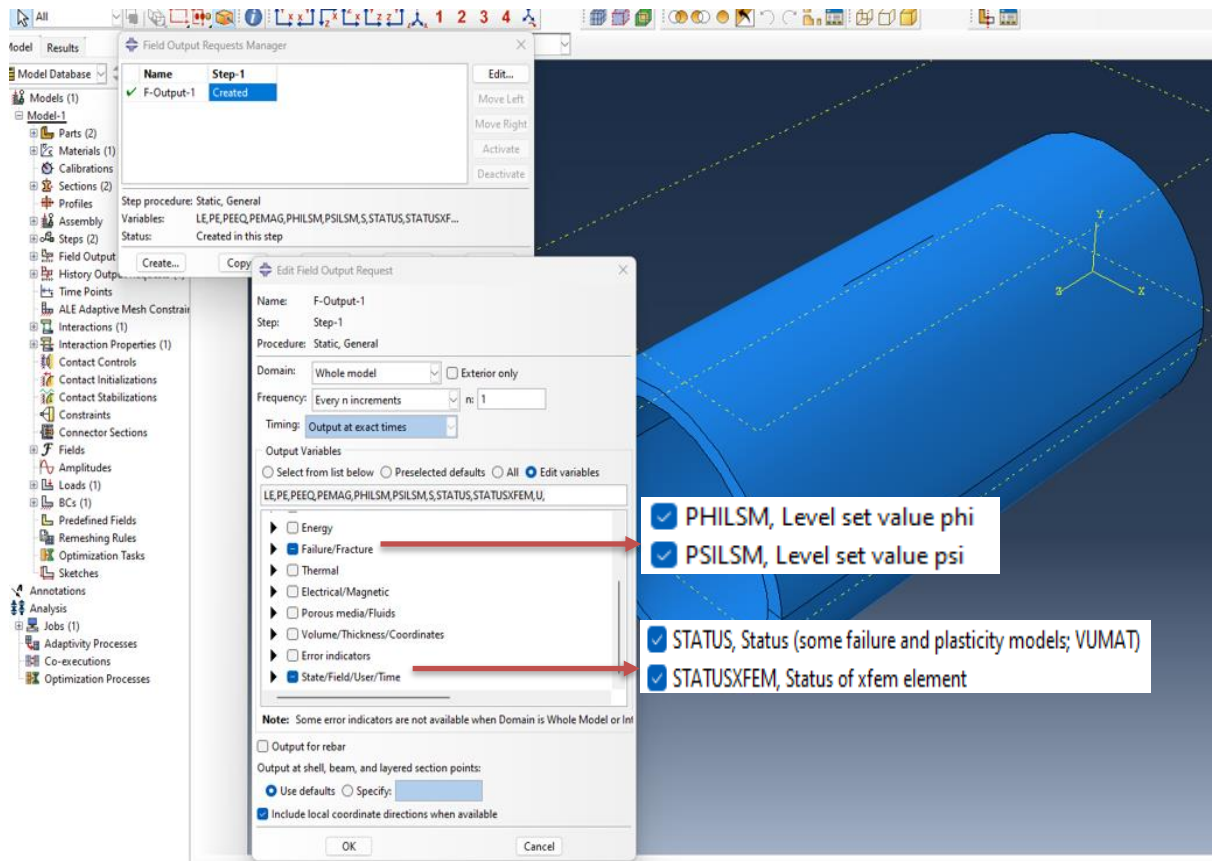 All
1 2 3 4
Model Results
Model Database
Models (1)
Model-1
Parts (2)
Materials (1)
Calibrations
Sections (2)
Profiles
Assembly
Steps (2)
Field Output
History Outp
Time Points
ALE Adaptive Mesh Constrain
Interactions (1)
Interaction Properties (1)
Contact Controls
Contact Initializations
Contact Stabilizations
Constraints
Connector Sections
Fields
Amplitudes
Loads (1)
BCs (1)
Predefined Fields
Remeshing Rules
Optimization Tasks
Sketches
Annotations
Analysis
Jobs (1)
Adaptivity Processes
Co-executions
Optimization Processes
Field Output Requests Manager
Name Step-1
F-Output-1 Created
Edit...
Move Left
Move Right
Activate
Deactivate
Step procedure: Static, General
Variables: LE,PE,PEEQ,PEMAG,PHILSM,PSILSM,S,STATUS,STATUSXF...
Status: Created in this step
Create... Copy
Edit Field Output Request
Name: F-Output-1
Step: Step-1
Procedure: Static, General
Domain: Whole model Exterior only
Frequency: Every n increments n: 1
Timing: Output at exact times
Output Variables
Select from list below Preselected defaults All Edit variables
LE,PE,PEEQ,PEMAG,PHILSM,PSILSM,S,STATUS,STATUSXFEM,U,
Energy
Failure/Fracture
Thermal
Electrical/Magnetic
Porous media/Fluids
Volume/Thickness/Coordinates
Error indicators
State/Field/User/Time
Note: Some error indicators are not available when Domain is Whole Model or Int
Output for rebar
Output at shell, beam, and layered section points:
Use defaults Specify:
Include local coordinate directions when available
OK Cancel
PHILSM, Level set value phi
PSILSM, Level set value psi
STATUS, Status (some failure and plasticity models; VUMAT)
STATUSXFEM, Status of xfem element
Y
Z X